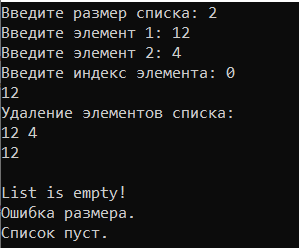 Введите размер списка: 2
Введите элемент 1: 12
Введите элемент 2: 4
Введите индекс элемента: 0
12
Удаление элементов списка:
12 4
12
List is empty!
Ошибка размера.
Список пуст.